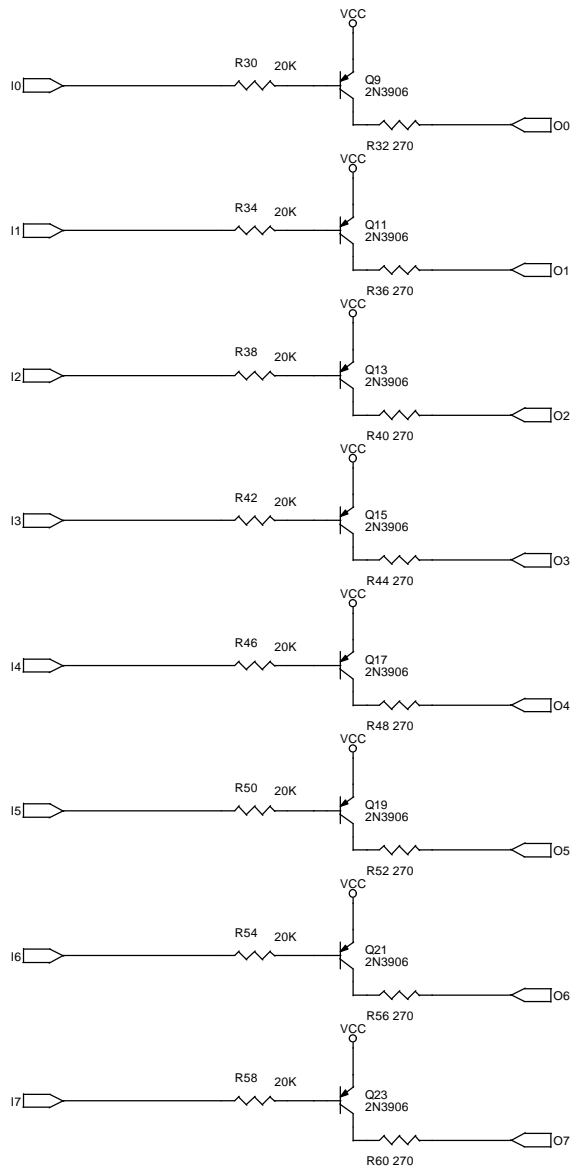 VCC
R30 20K
I0
Q9
2N3906
O0
R32 270
VCC
R34 20K
I1
Q11
2N3906
O1
R36 270
VCC
R38 20K
I2
Q13
2N3906
O2
R40 270
VCC
R42 20K
I3
Q15
2N3906
O3
R44 270
VCC
R46 20K
I4
Q17
2N3906
O4
R48 270
VCC
R50 20K
I5
Q19
2N3906
O5
R52 270
VCC
R54 20K
I6
Q21
2N3906
O6
R56 270
VCC
R58 20K
I7
Q23
2N3906
O7
R60 270